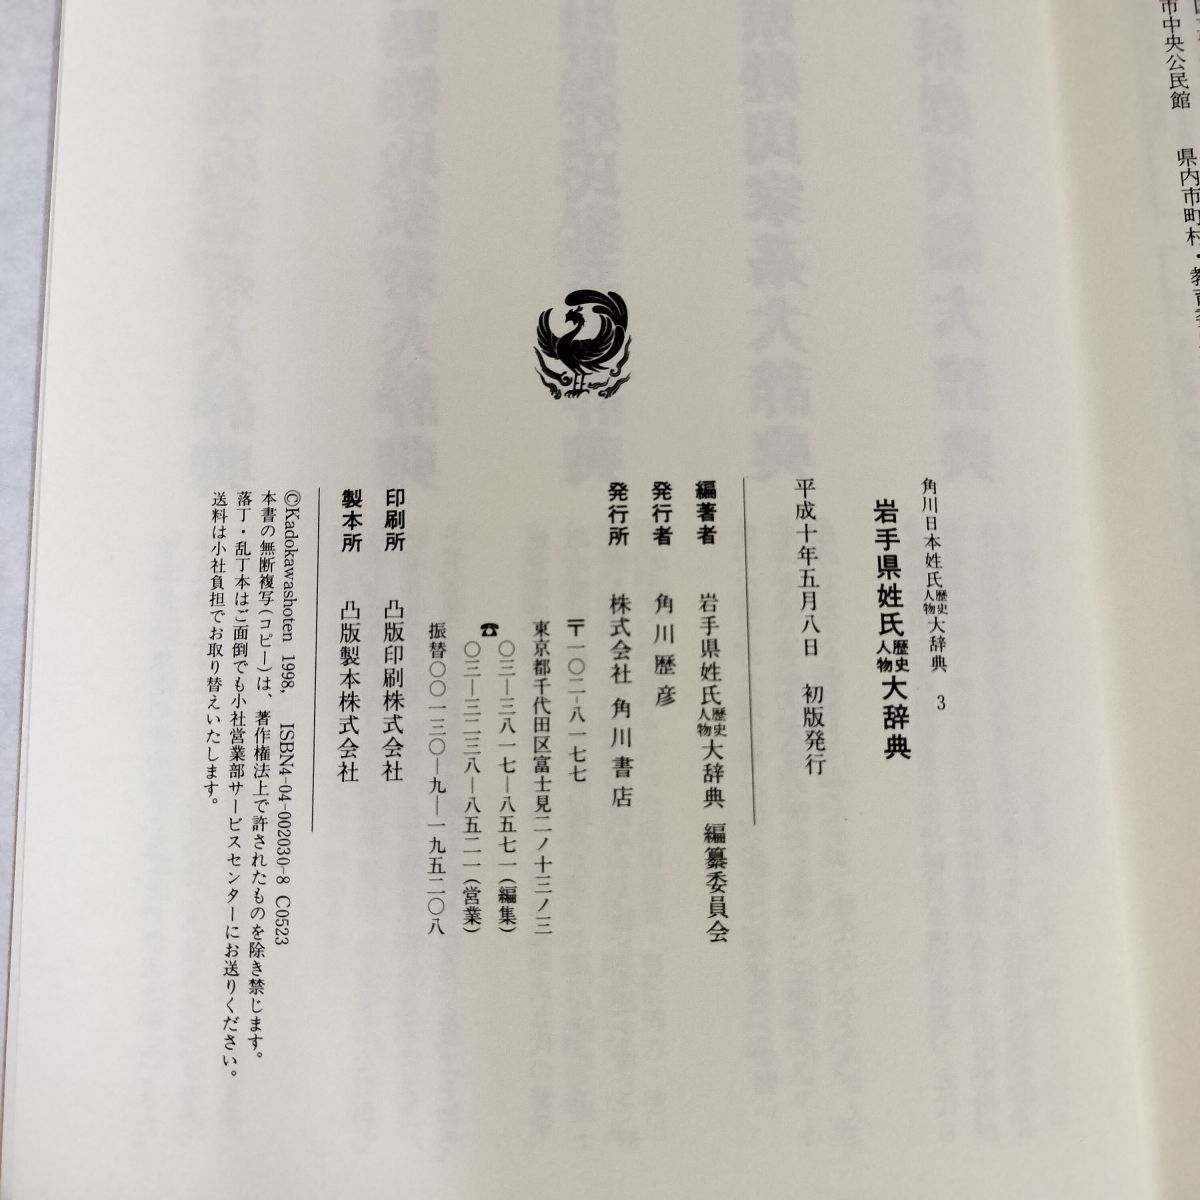 市中央公民館
県内市町村・教育委
角川日本姓氏歴史人物大辞典 3
岩手県姓氏歴史人物大辞典
平成十年五月八日 初版発行
編著者 岩手県姓氏歴史人物大辞典 編纂委員会
発行者 角川歴彦
発行所 株式会社 角川書店
〒一〇二-八一七七
東京都千代田区富士見二ノ十三ノ三
〇三―三八一七―八五七一(編集)
☎〇三―三二三八―八五二一(営業)
振替〇〇一三〇―九―一九五二〇八
印刷所 凸版印刷株式会社
製本所 凸版製本株式会社
©Kadokawashoten 1998, ISBN4-04-002030-8 C0523
本書の無断複写(コピー)は、著作権法上で許されたものを除き禁じます。
落丁・乱丁本はご面倒でも小社営業部サービスセンターにお送りください。
送料は小社負担でお取り替えいたします。